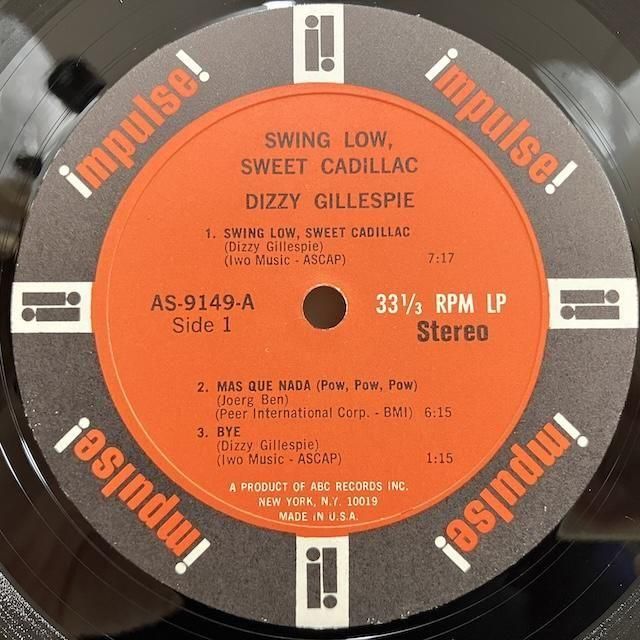 impulse!
impulse!
SWING LOW,
SWEET CADILLAC
DIZZY GILLESPIE
1. SWING LOW, SWEET CADILLAC
(Dizzy Gillespie)
(Iwo Music - ASCAP) 7:17
AS-9149-A
Side 1
33⅓ RPM LP
Stereo
2. MAS QUE NADA (Pow, Pow, Pow)
(Joerg Ben)
(Peer International Corp. - BMI) 6:15
3. BYE
(Dizzy Gillespie)
(Iwo Music - ASCAP) 1:15
A PRODUCT OF ABC RECORDS INC.
NEW YORK, N.Y. 10019
MADE IN U.S.A.
impulse!
impulse!